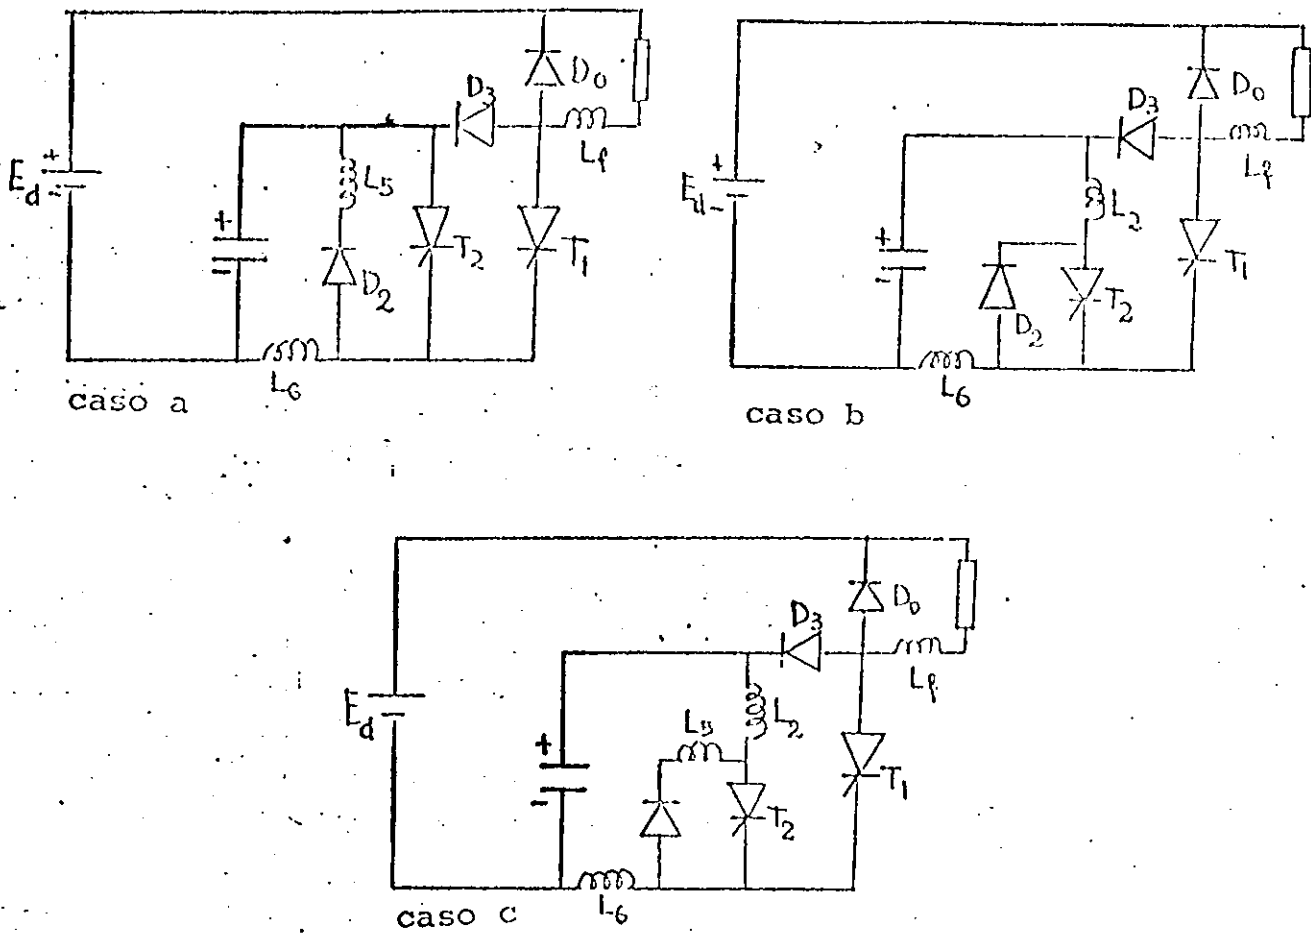 D3
D0
Lf
+
Ed
-
L5
+
-
T2
T1
D2
L6
caso a
D3
D0
Lf
+
Ed
-
L2
+
-
T1
T2
D2
L6
caso b
D0
D3
Lf
Ed
L2
L5
+
-
T1
T2
L6
caso c